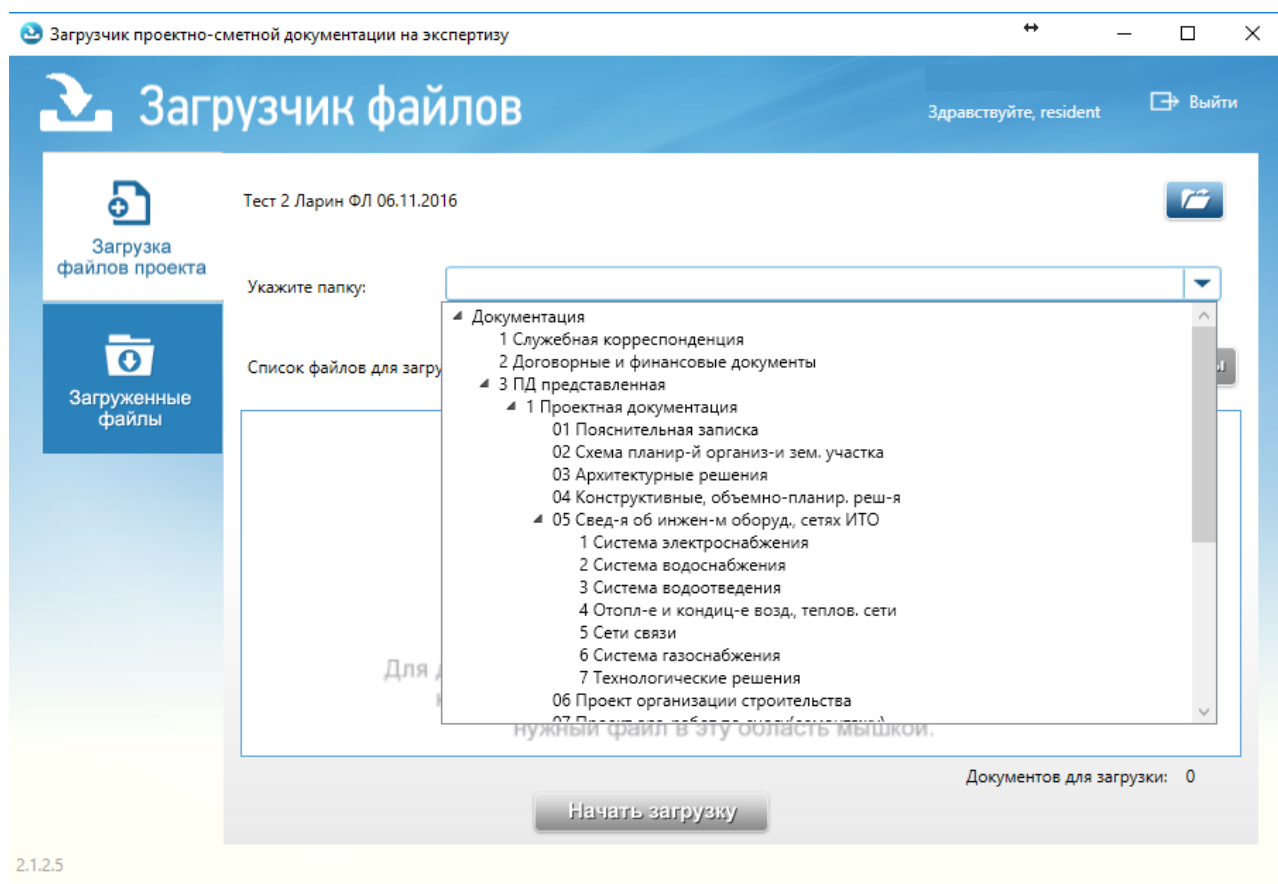 Загрузчик проектно-сметной документации на экспертизу
Загрузчик файлов
Здравствуйте, resident
Выйти
Загрузка
файлов проекта
Тест 2 Ларин ФЛ 06.11.2016
Укажите папку:
Документация
1 Служебная корреспонденция
2 Договорные и финансовые документы
Список файлов для загру
3 ПД представленная
Загруженные
файлы
1 Проектная документация
01 Пояснительная записка
02 Схема планир-й организ-и зем. участка
03 Архитектурные решения
04 Конструктивные, объемно-планир. реш-я
05 Свед-я об инжен-м оборуд., сетях ИТО
1 Система электроснабжения
2 Система водоснабжения
3 Система водоотведения
4 Отопл-е и кондиц-е возд., теплов. сети
5 Сети связи
6 Система газоснабжения
7 Технологические решения
Для
06 Проект организации строительства
нужный файл в эту область мышкой.
Документов для загрузки: 0
Начать загрузку
2.1.2.5